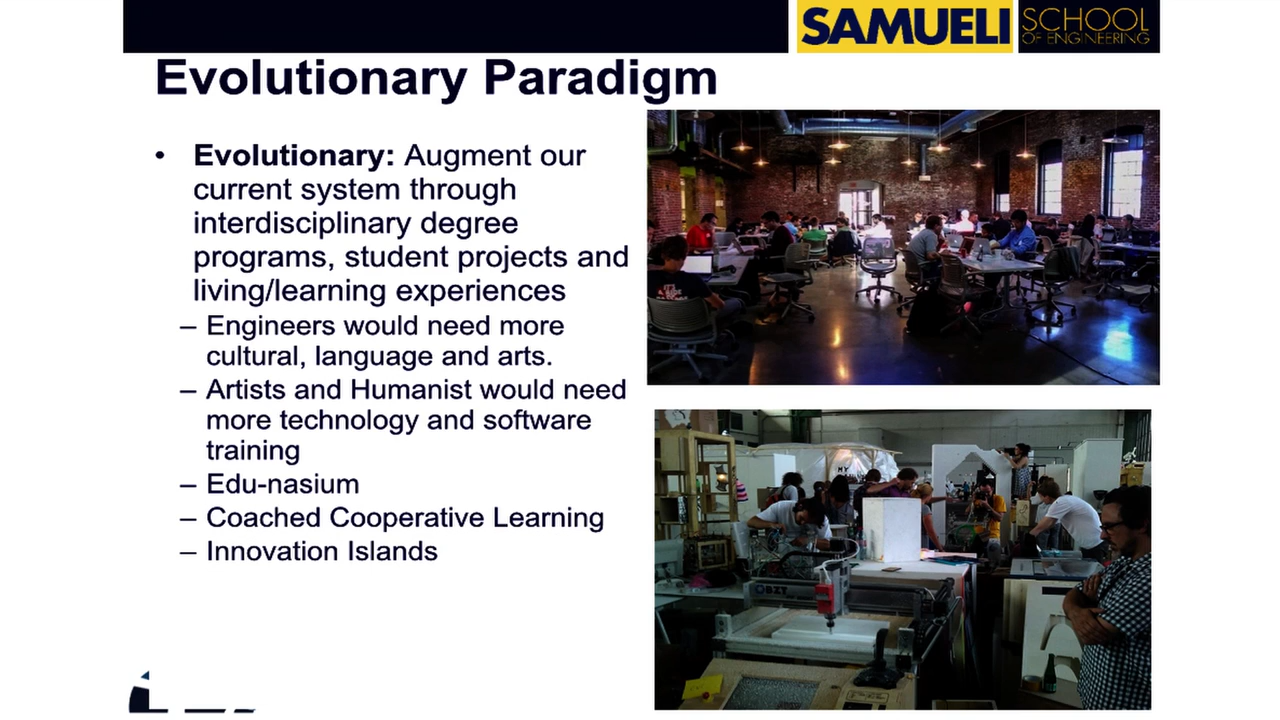 SAMUELI SCHOOL
OF ENGINEERING
Evolutionary Paradigm
• Evolutionary: Augment our
current system through
interdisciplinary degree
programs, student projects and
living/learning experiences
– Engineers would need more
cultural, language and arts.
– Artists and Humanist would need
more technology and software
training
– Edu-nasium
– Coached Cooperative Learning
– Innovation Islands